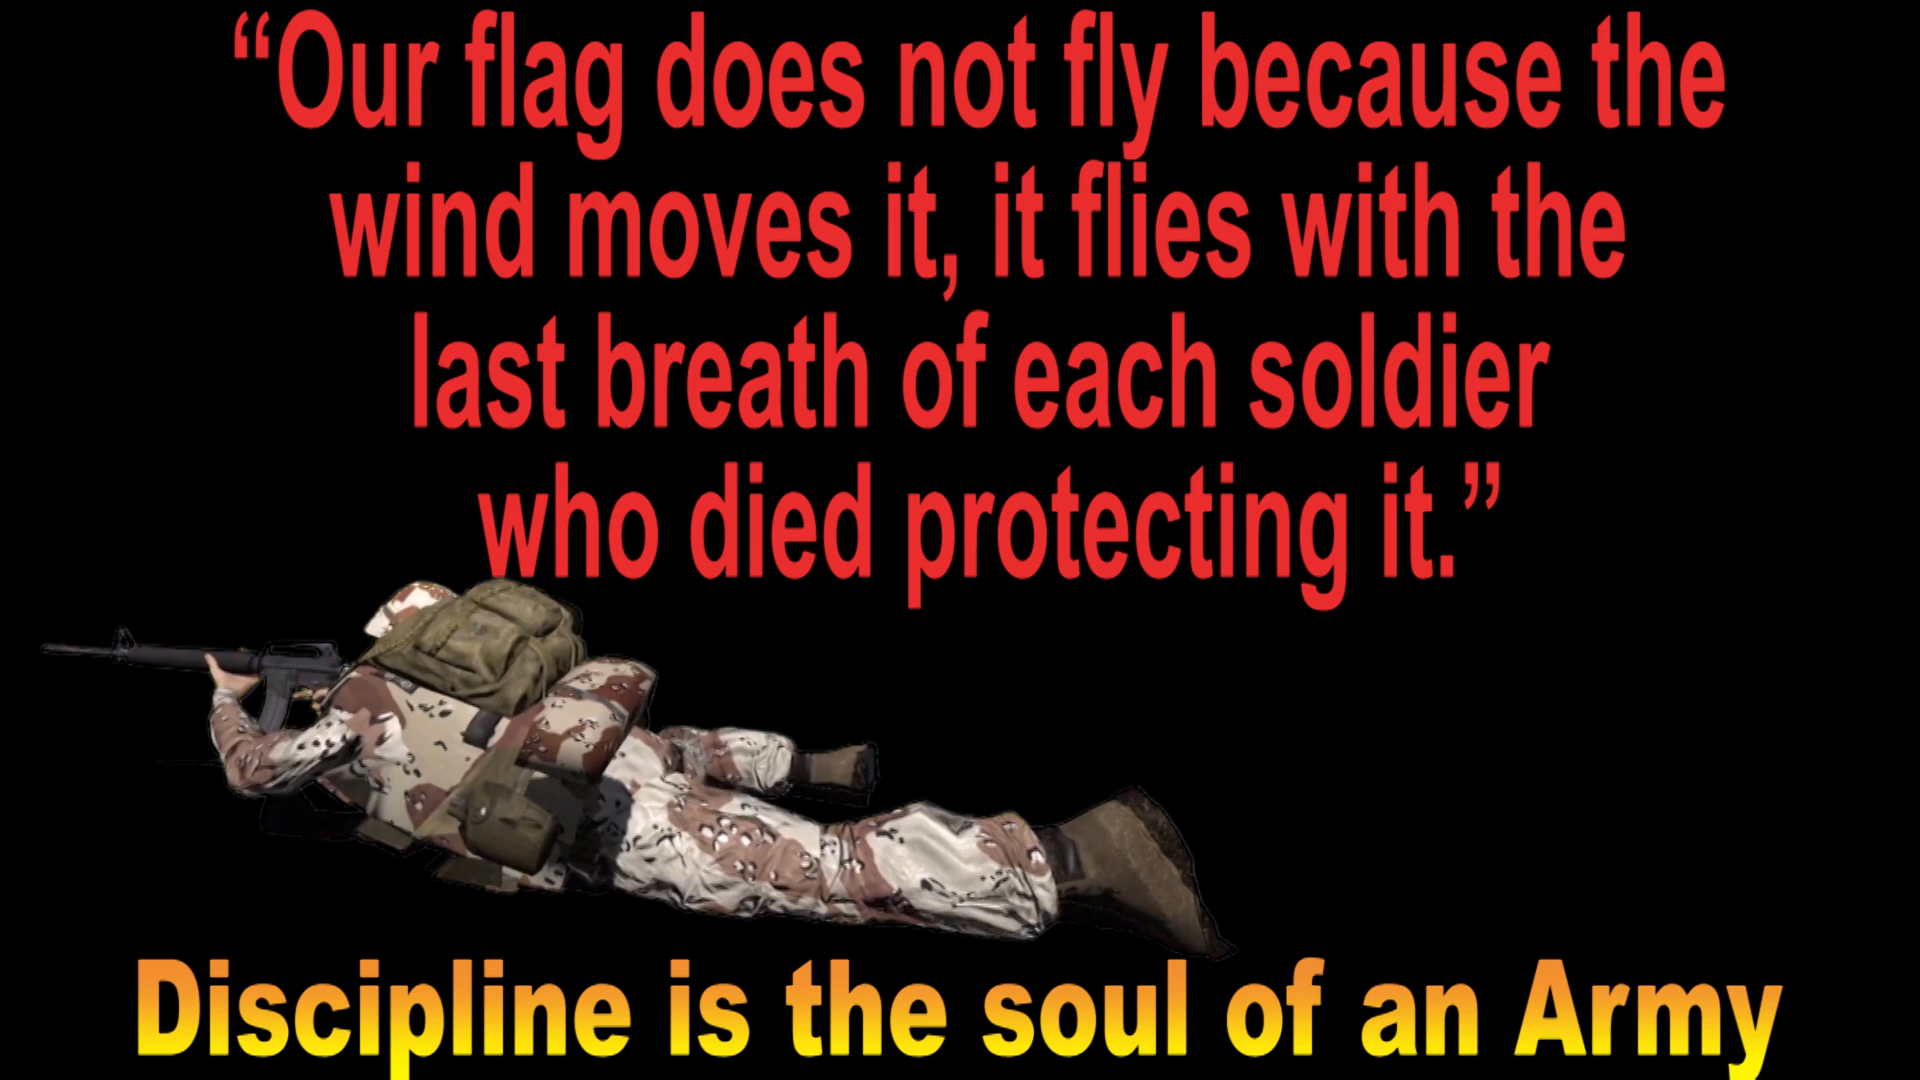 “Our flag does not fly because the
wind moves it, it flies with the
last breath of each soldier
who died protecting it.”
Discipline is the soul of an Army